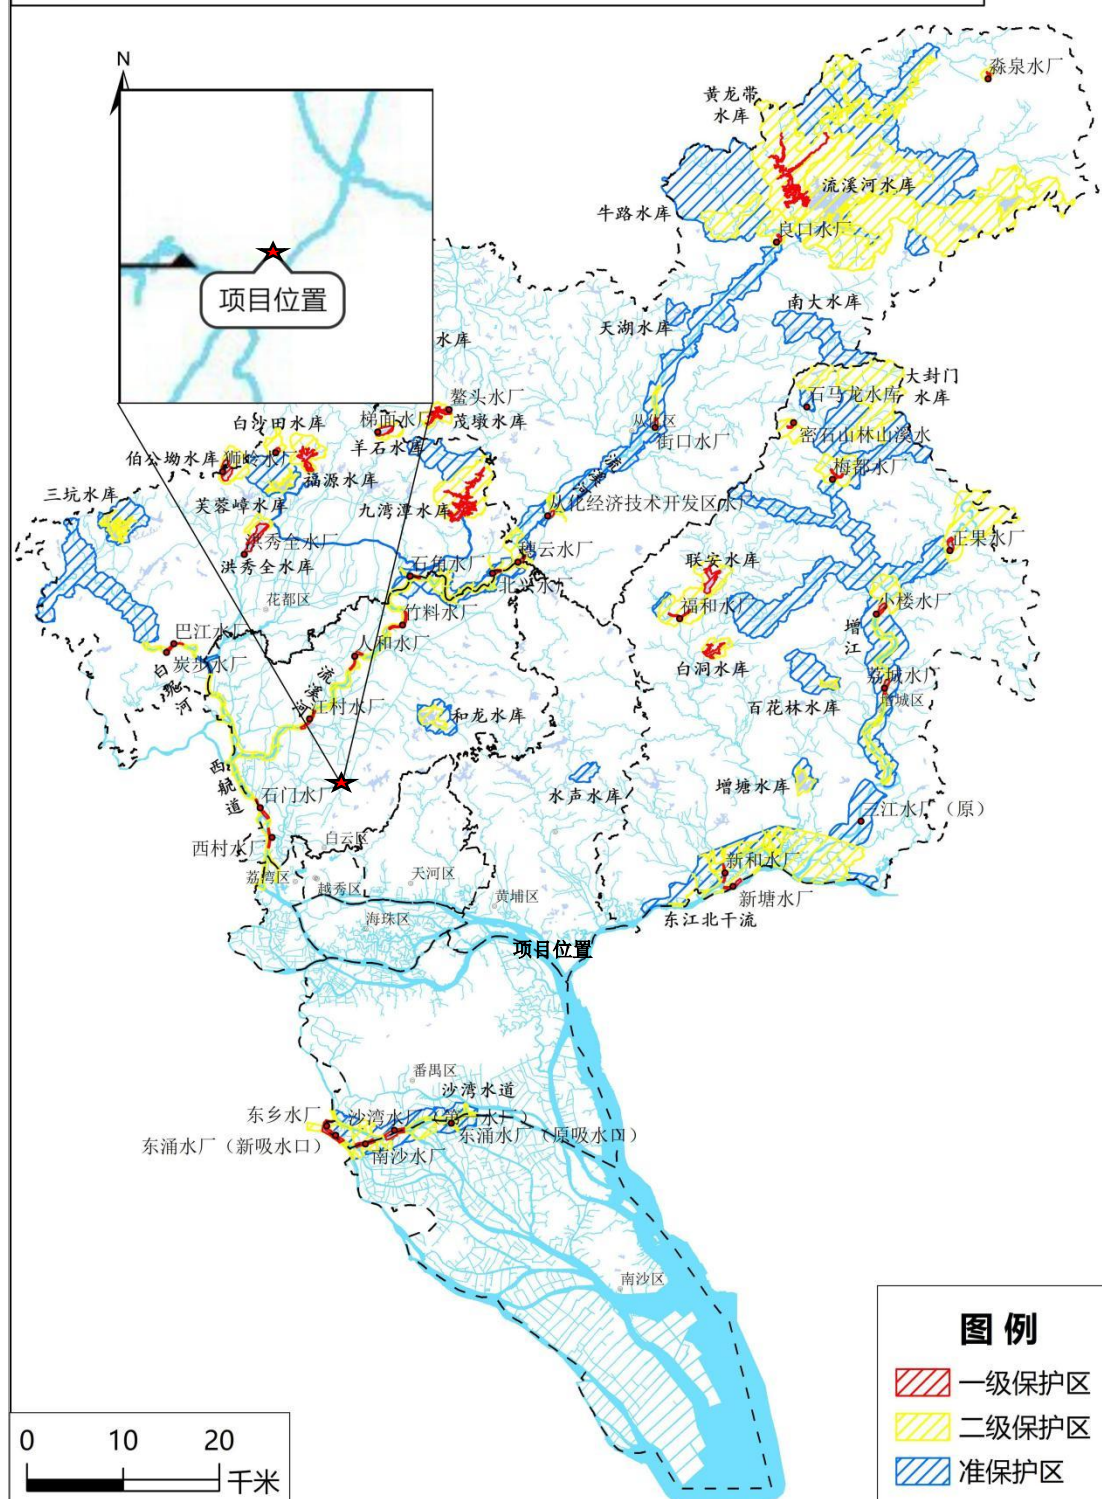 N
项目位置
淼泉水厂
黄龙带
水库
流溪河水库
牛路水库
良口水厂
南大水库
天湖水库
水库
大封门
水库
石马龙水库
鳌头水厂
梯面水厂
茂墩水库
羊石水库
白沙田水库
从化区
街口水厂
密石山林山溪水
梅都水厂
伯公坳水库
狮岭水厂
福源水库
三坑水库
芙蓉嶂水库
九湾潭水库
流溪河
从化经济技术开发区水厂
洪秀全水厂
洪秀全水库
穗云水厂
正果水厂
石角水厂
北兴水厂
联安水库
花都区
竹料水厂
福和水厂
小楼水厂
巴江水厂
炭步水厂
人和水厂
增江
白坭河
流溪河
白洞水库
荔城水厂
增城区
江村水厂
和龙水库
百花林水库
西航道
石门水厂
水声水库
增塘水库
三江水厂（原）
西村水厂
白云区
新和水厂
荔湾区
越秀区
天河区
黄埔区
新塘水厂
海珠区
东江北干流
项目位置
番禺区
沙湾水道
东乡水厂
东涌水厂（原吸水口）
东涌水厂（新吸水口）
南沙水厂
南沙区
图 例
一级保护区
二级保护区
准保护区
0 10 20
千米